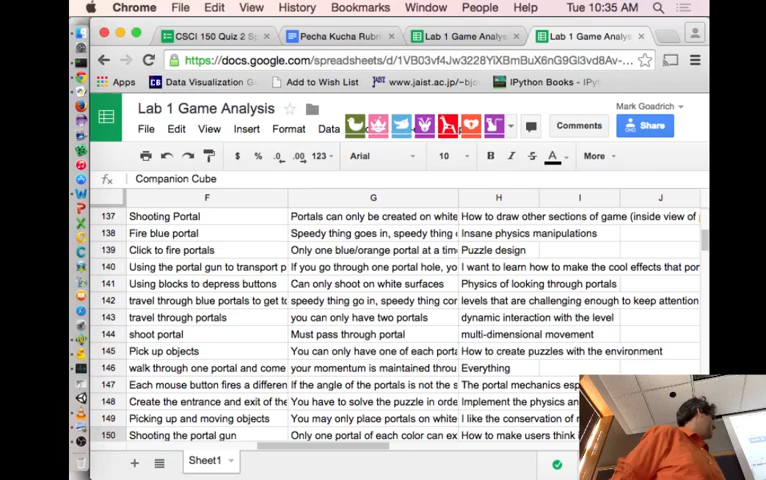 Chrome File Edit View History Bookmarks Window People Help Tue 10:35 AM
CSCI 150 Quiz 2 S
Pecha Kucha Rubri
Lab 1 Game Analys
Lab 1 Game Analys
https://docs.google.com/spreadsheets/d/
Apps Data Visualization Add to Wish List www.jaist.ac.jp/~bj IPython Books - IPy
Lab 1 Game Analysis
Mark Goadrich
File Edit View Insert Format Data
Comments
Share
$ % .0 .00 123 Arial 10 B I S A More
fx Companion Cube
F G H I J
137 Shooting Portal Portals can only be created on white How to draw other sections of game (inside view of
138 Fire blue portal Speedy thing goes in, speedy thing Insane physics manipulations
139 Click to fire portals Only one blue/orange portal at a time Puzzle design
140 Using the portal gun to transport p If you go through one portal hole, yo I want to learn how to make the cool effects that por
141 Using blocks to depress buttons Can only shoot on white surfaces Physics of looking through portals
142 travel through blue portals to get to speedy thing go in, speedy thing cor levels that are challenging enough to keep attention
143 travel through portals you can only have two portals dynamic interaction with the level
144 shoot portal Must pass through portal multi-dimensional movement
145 Pick up objects You can only have one of each porta How to create puzzles with the environment
146 walk through one portal and come your momentum is maintained throu Everything
147 Each mouse button fires a differen If the angle of the portals is not the s The portal mechanics esp
148 Create the entrance and exit of the You have to solve the puzzle in orde Implement the physics an
149 Picking up and moving objects You may only place portals on white I like the conservation of
150 Shooting the portal gun Only one portal of each color can ex How to make users think
Sheet1